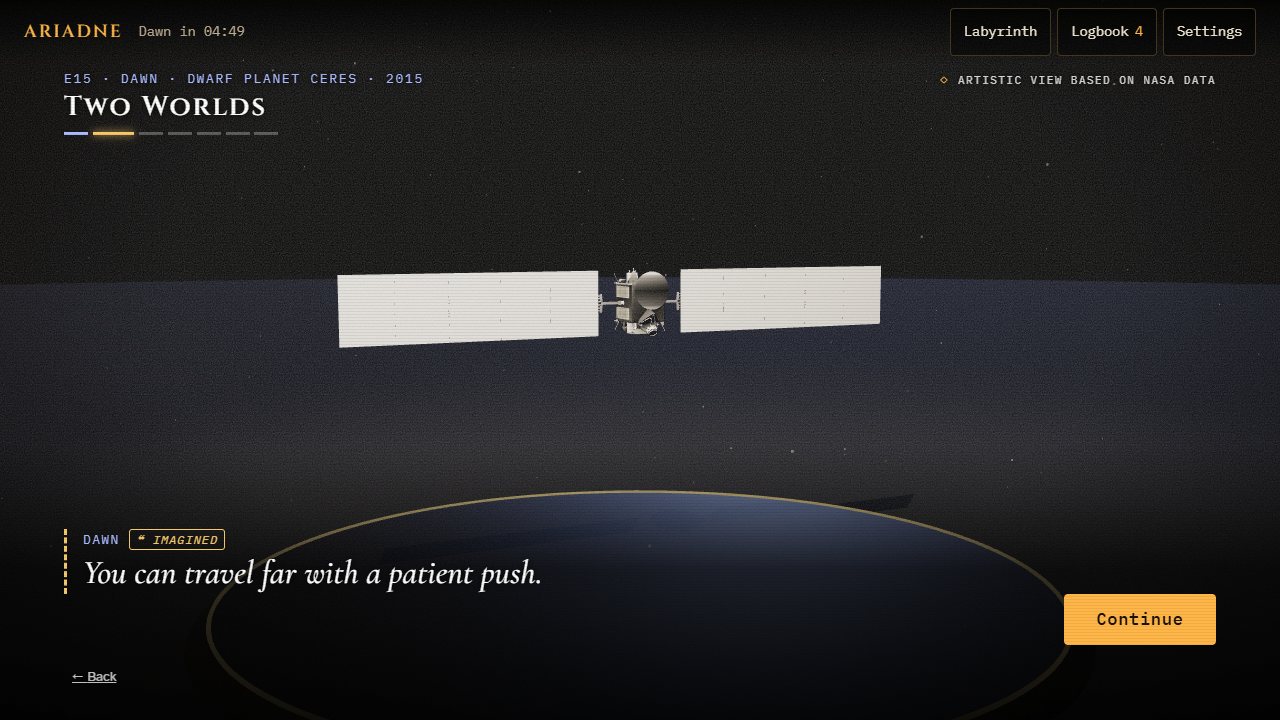 ARIADNE Dawn in 04:49 Labyrinth Logbook 4 Settings
E15 · DAWN · DWARF PLANET CERES · 2015
◇ ARTISTIC VIEW BASED ON NASA DATA
Two Worlds
DAWN ❝ IMAGINED
You can travel far with a patient push.
Continue
← Back